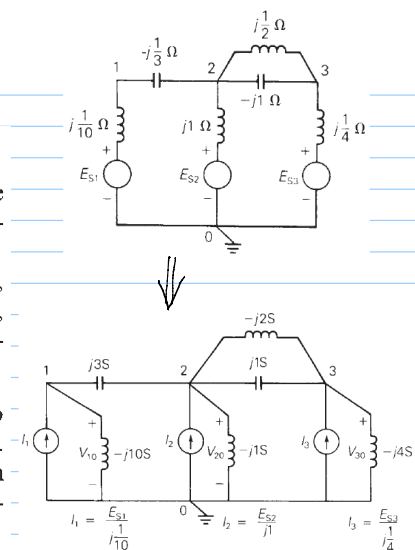 j 1/2 Ω
-j 1/3 Ω
1 2 3
-j1 Ω
j 1/10 Ω j1 Ω j 1/4 Ω
+ + +
E_S1 E_S2 E_S3
- - -
0
-j2S
1 j3S 2 j1S 3
+ + +
I_1 V_10 -j10S I_2 V_20 -j1S I_3 V_30 -j4S
- - -
0
I_1 = E_S1 / j 1/10 I_2 = E_S2 / j1 I_3 = E_S3 / j 1/4